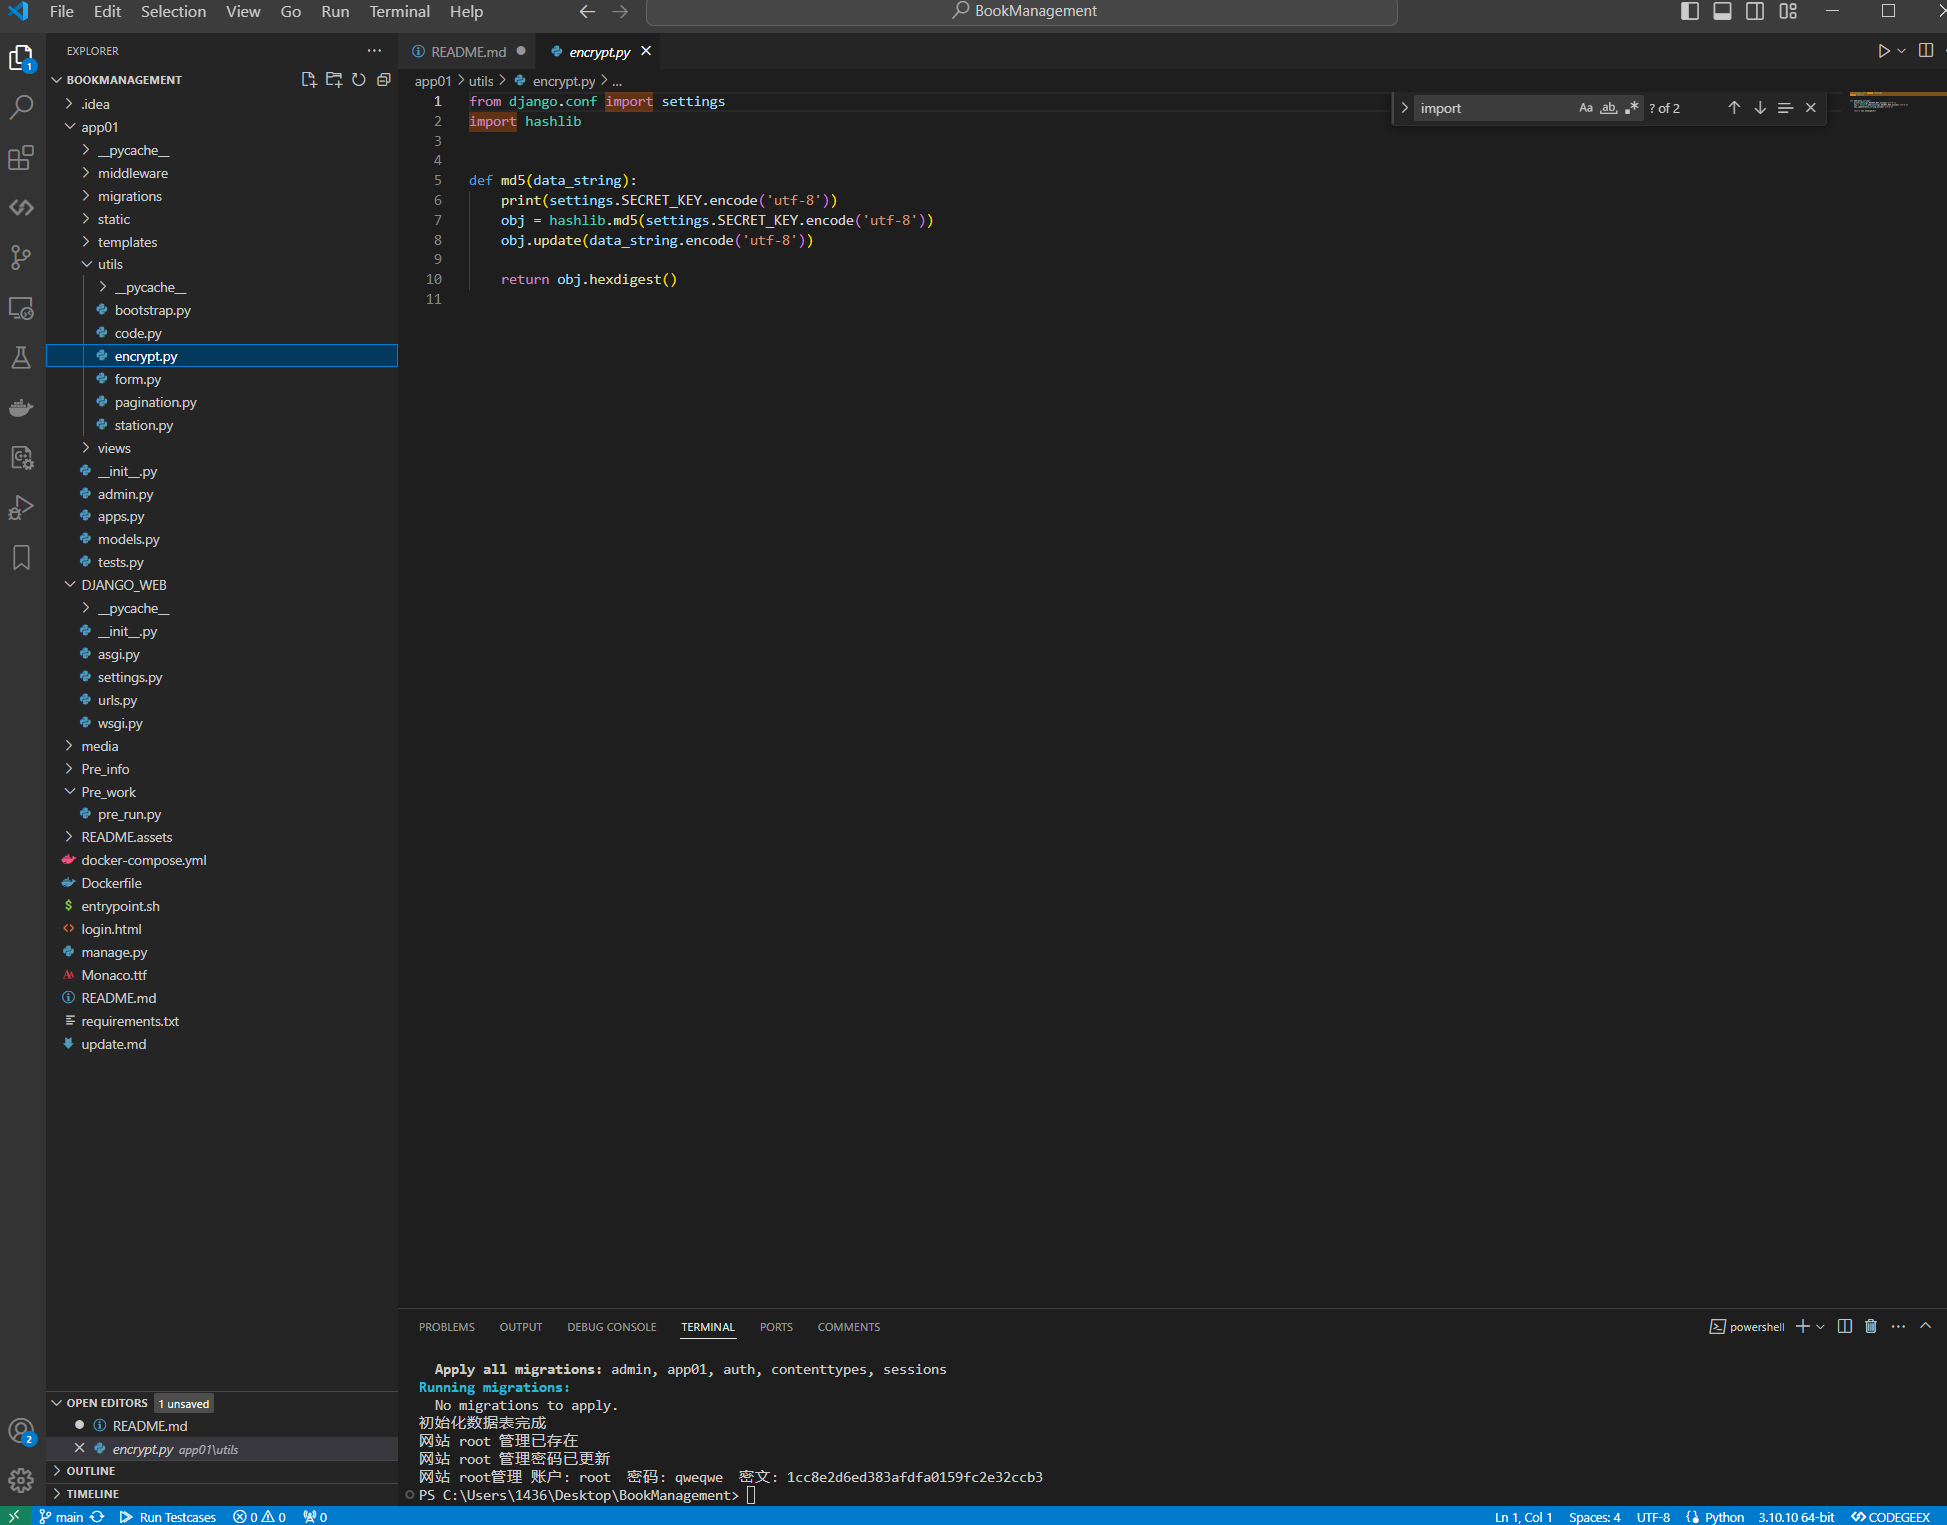 File Edit Selection View Go Run Terminal Help
BookManagement
EXPLORER
BOOKMANAGEMENT
.idea
app01
__pycache__
middleware
migrations
static
templates
utils
__pycache__
bootstrap.py
code.py
encrypt.py
form.py
pagination.py
station.py
views
__init__.py
admin.py
apps.py
models.py
tests.py
DJANGO_WEB
__pycache__
__init__.py
asgi.py
settings.py
urls.py
wsgi.py
media
Pre_info
Pre_work
pre_run.py
README.assets
docker-compose.yml
Dockerfile
entrypoint.sh
login.html
manage.py
Monaco.ttf
README.md
requirements.txt
update.md
OPEN EDITORS 1 unsaved
README.md
encrypt.py app01\utils
OUTLINE
TIMELINE
README.md encrypt.py
app01 > utils > encrypt.py > ...
import Aa ab ? of 2
1 from django.conf import settings
2 import hashlib
3
4
5 def md5(data_string):
6 print(settings.SECRET_KEY.encode('utf-8'))
7 obj = hashlib.md5(settings.SECRET_KEY.encode('utf-8'))
8 obj.update(data_string.encode('utf-8'))
9
10 return obj.hexdigest()
11
PROBLEMS OUTPUT DEBUG CONSOLE TERMINAL PORTS COMMENTS
powershell
Apply all migrations: admin, app01, auth, contenttypes, sessions
Running migrations:
No migrations to apply.
初始化数据表完成
网站 root 管理已存在
网站 root 管理密码已更新
网站 root管理 账户: root 密码: qweqwe 密文: 1cc8e2d6ed383afdfa0159fc2e32ccb3
PS C:\Users\1436\Desktop\BookManagement>
main Run Testcases 0 0 0
Ln 1, Col 1 Spaces: 4 UTF-8 Python 3.10.10 64-bit CODEGEEX